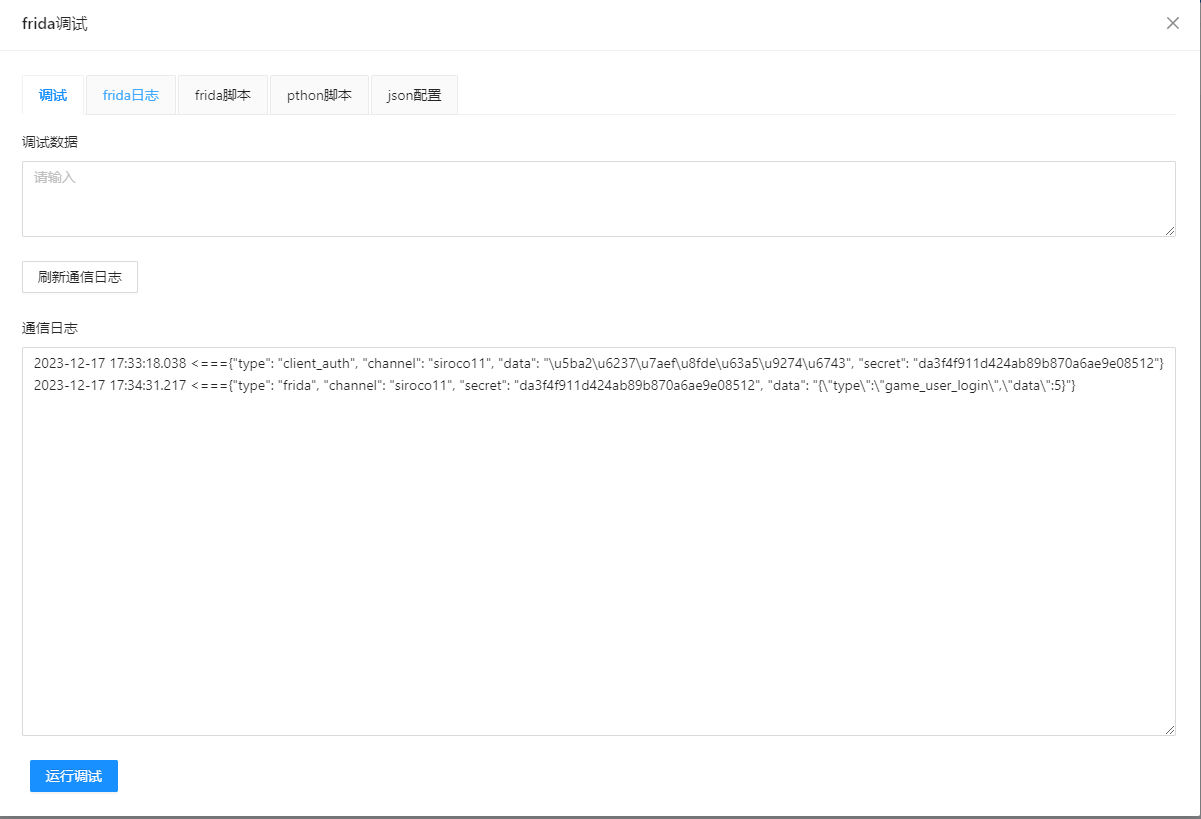 frida调试
调试
frida日志
frida脚本
pthon脚本
json配置
调试数据
请输入
刷新通信日志
通信日志
2023-12-17 17:33:18.038 <==={"type": "client_auth", "channel": "siroco11", "data": "\u5ba2\u6237\u7aef\u8fde\u63a5\u9274\u6743", "secret": "da3f4f911d424ab89b870a6ae9e08512"}
2023-12-17 17:34:31.217 <==={"type": "frida", "channel": "siroco11", "secret": "da3f4f911d424ab89b870a6ae9e08512", "data": "{\"type\":\"game_user_login\",\"data\":5}"}
运行调试